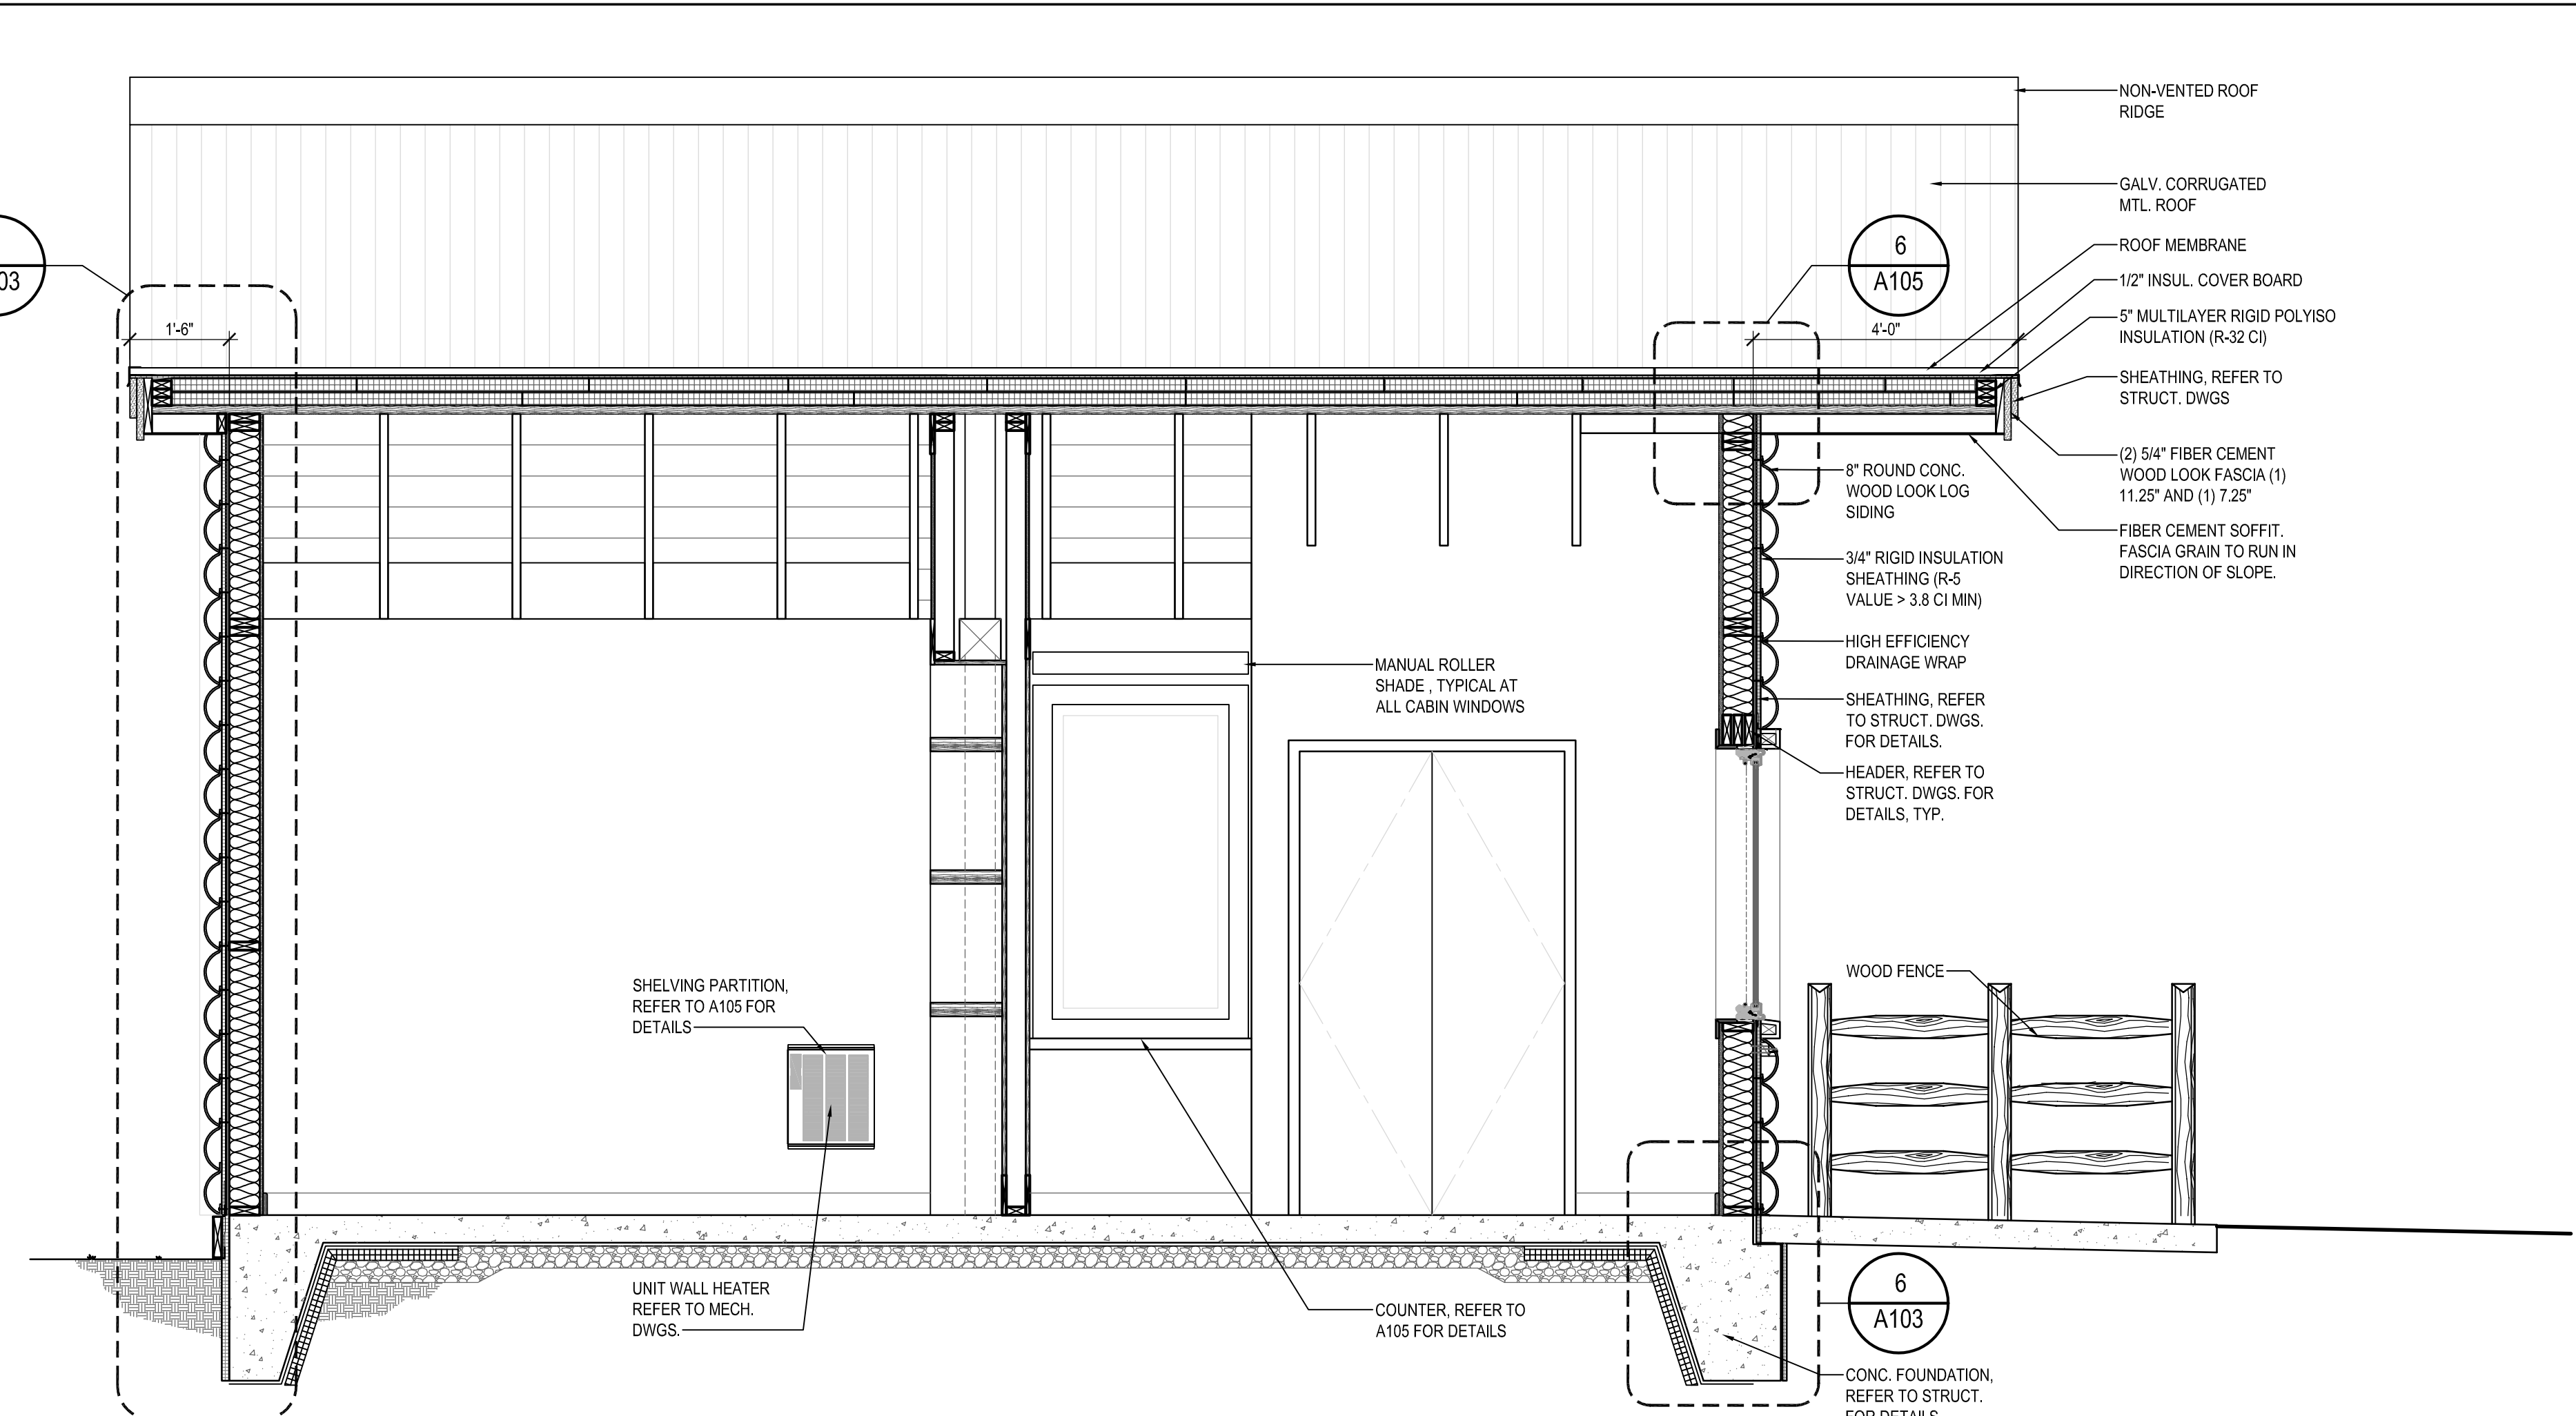 NON-VENTED ROOF
RIDGE
GALV. CORRUGATED
MTL. ROOF
6
A105
03
ROOF MEMBRANE
1/2" INSUL. COVER BOARD
5" MULTILAYER RIGID POLYISO
INSULATION (R-32 CI)
1'-6"
4'-0"
SHEATHING, REFER TO
STRUCT. DWGS
(2) 5/4" FIBER CEMENT
WOOD LOOK FASCIA (1)
11.25" AND (1) 7.25"
FIBER CEMENT SOFFIT.
FASCIA GRAIN TO RUN IN
DIRECTION OF SLOPE.
8" ROUND CONC.
WOOD LOOK LOG
SIDING
3/4" RIGID INSULATION
SHEATHING (R-5
VALUE > 3.8 CI MIN)
HIGH EFFICIENCY
DRAINAGE WRAP
SHEATHING, REFER
TO STRUCT. DWGS.
FOR DETAILS.
HEADER, REFER TO
STRUCT. DWGS. FOR
DETAILS, TYP.
MANUAL ROLLER
SHADE , TYPICAL AT
ALL CABIN WINDOWS
WOOD FENCE
SHELVING PARTITION,
REFER TO A105 FOR
DETAILS
UNIT WALL HEATER
REFER TO MECH.
DWGS.
COUNTER, REFER TO
A105 FOR DETAILS
6
A103
CONC. FOUNDATION,
REFER TO STRUCT.
FOR DETAILS